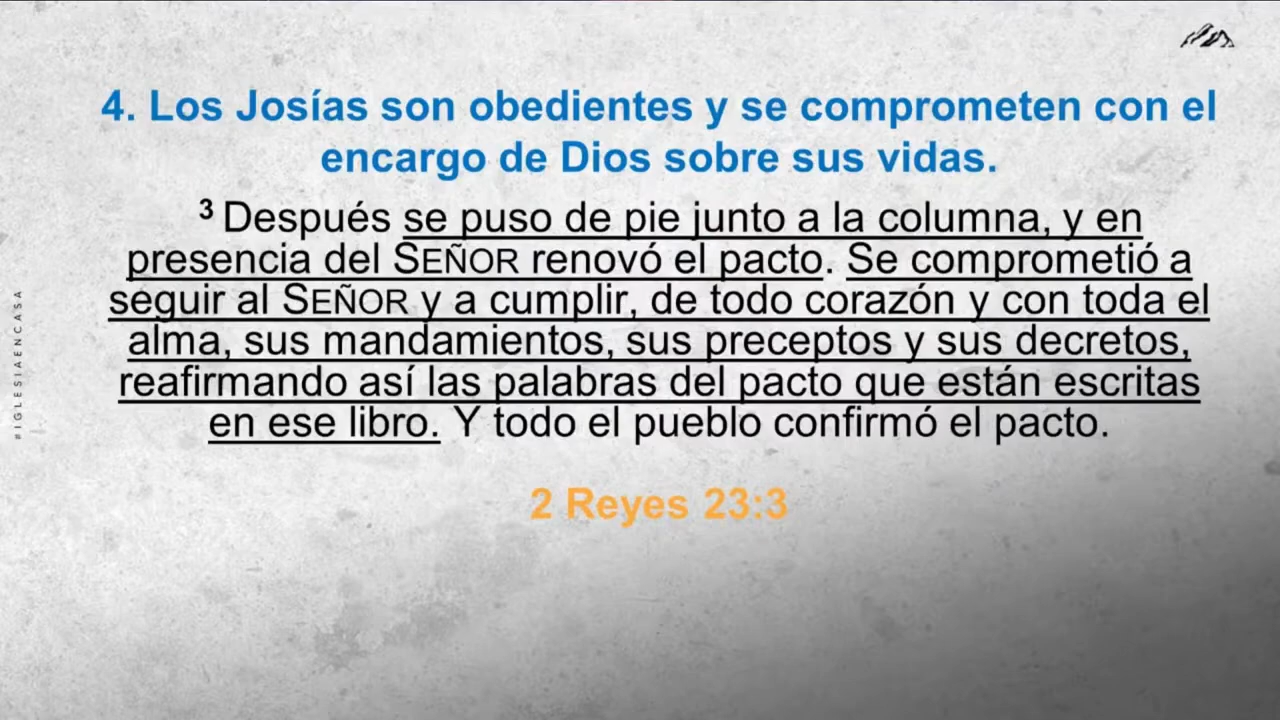 4. Los Josías son obedientes y se comprometen con el
encargo de Dios sobre sus vidas.
3 Después se puso de pie junto a la columna, y en
presencia del SEÑOR renovó el pacto. Se comprometió a
seguir al SEÑOR y a cumplir, de todo corazón y con toda el
alma, sus mandamientos, sus preceptos y sus decretos,
reafirmando así las palabras del pacto que están escritas
en ese libro. Y todo el pueblo confirmó el pacto.
2 Reyes 23:3
#IGLESIAENCASA